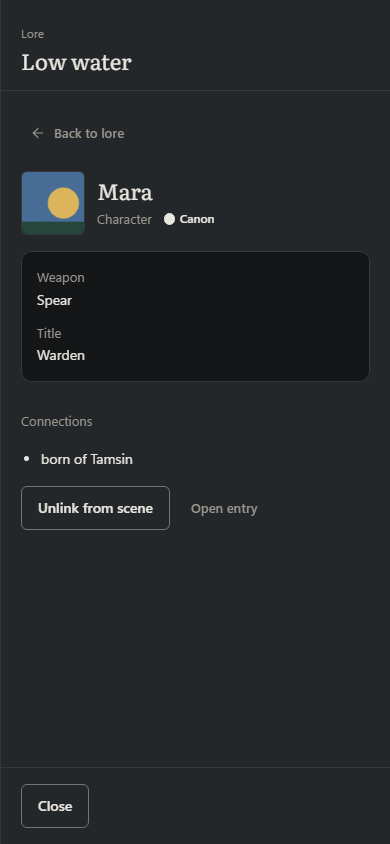 Lore
Low water
Back to lore
Mara
Character Canon
Weapon
Spear
Title
Warden
Connections
born of Tamsin
Unlink from scene Open entry
Close